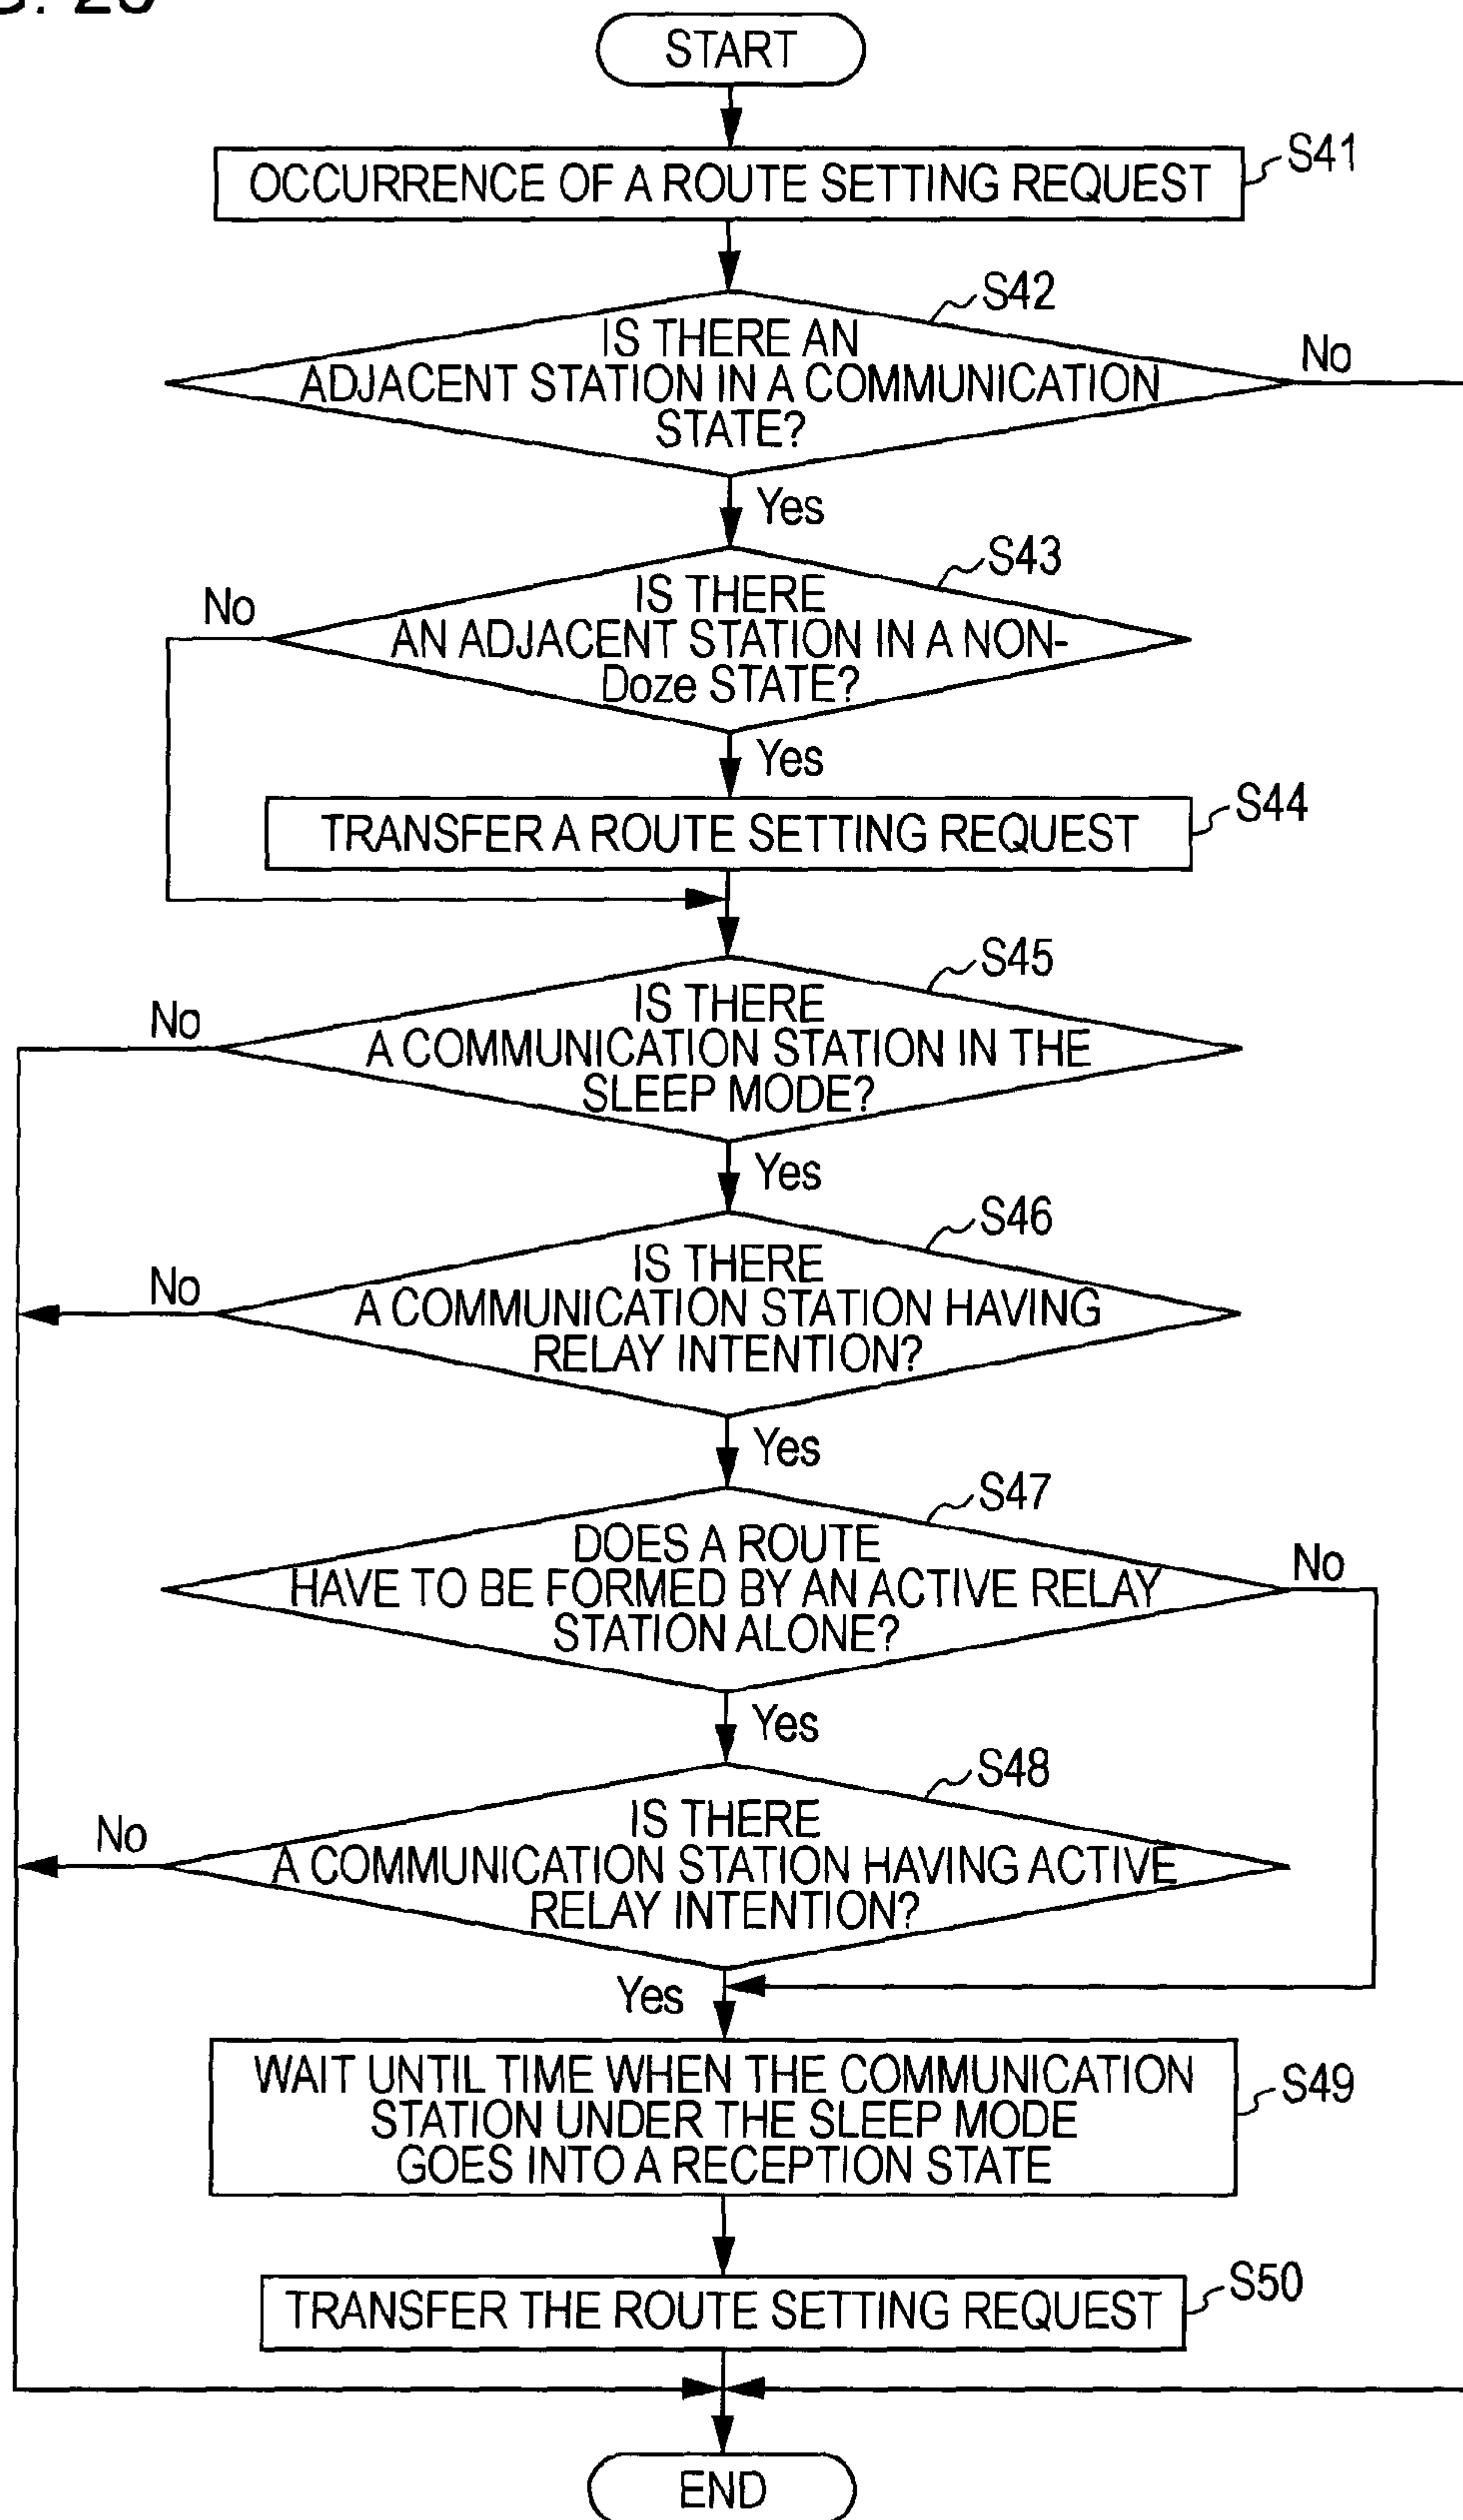 START
OCCURRENCE OF A ROUTE SETTING REQUEST
S41
S42
IS THERE AN
ADJACENT STATION IN A COMMUNICATION
STATE?
No
Yes
S43
IS THERE
AN ADJACENT STATION IN A NON-
Doze STATE?
No
Yes
TRANSFER A ROUTE SETTING REQUEST
S44
S45
IS THERE
A COMMUNICATION STATION IN THE
SLEEP MODE?
No
Yes
S46
IS THERE
A COMMUNICATION STATION HAVING
RELAY INTENTION?
No
Yes
S47
DOES A ROUTE
HAVE TO BE FORMED BY AN ACTIVE RELAY
STATION ALONE?
No
Yes
S48
IS THERE
A COMMUNICATION STATION HAVING ACTIVE
RELAY INTENTION?
No
Yes
WAIT UNTIL TIME WHEN THE COMMUNICATION
STATION UNDER THE SLEEP MODE
GOES INTO A RECEPTION STATE
S49
TRANSFER THE ROUTE SETTING REQUEST
S50
END